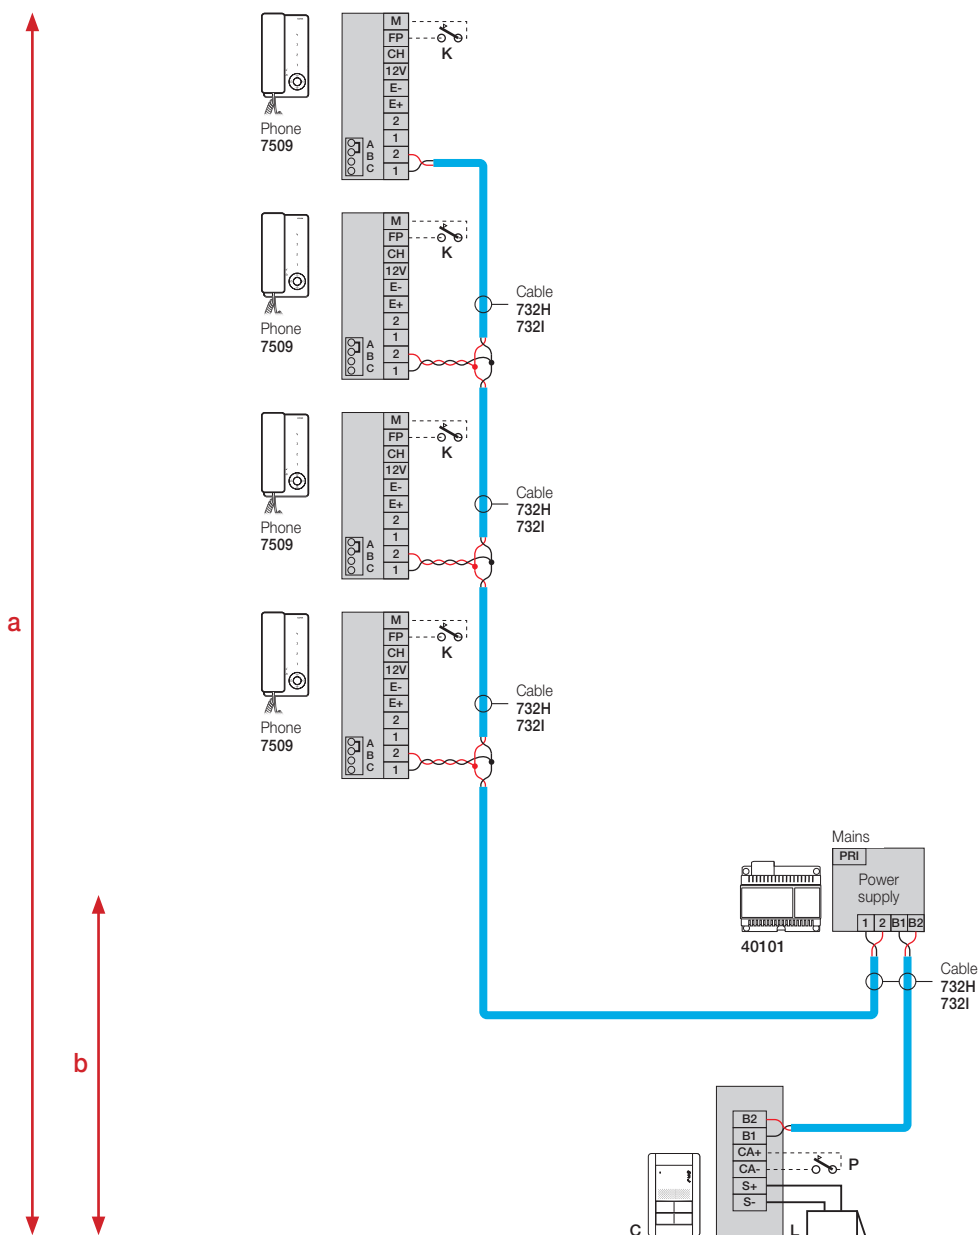 M
FP
CH
12V
E-
E+
2
1
2
1
A
B
C
K
Phone
7509
M
FP
CH
12V
E-
E+
2
1
2
1
A
B
C
K
Phone
7509
Cable
732H
732I
M
FP
CH
12V
E-
E+
2
1
2
1
A
B
C
K
Phone
7509
Cable
732H
732I
a
M
FP
CH
12V
E-
E+
2
1
2
1
A
B
C
K
Phone
7509
Cable
732H
732I
Mains
PRI
Power
supply
1 2 B1 B2
40101
Cable
732H
732I
b
B2
B1
CA+
CA-
S+
S-
P
C
L